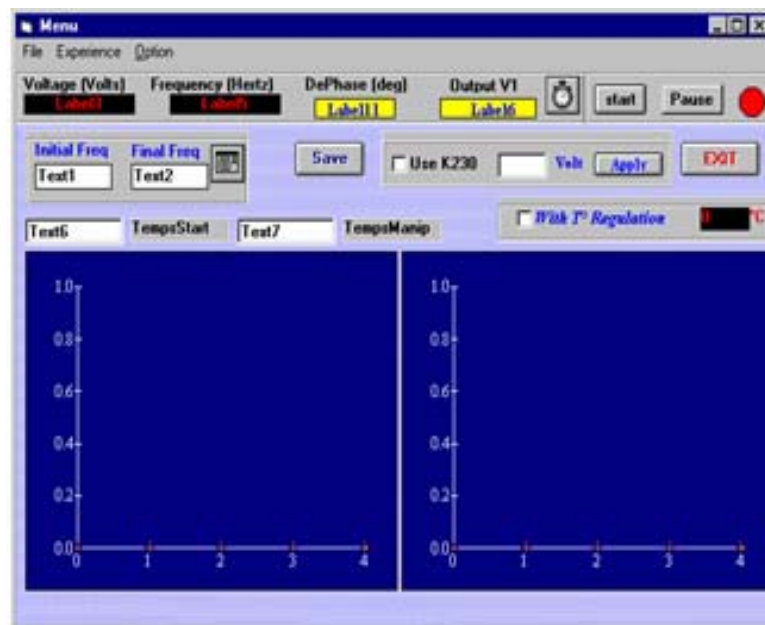 Menu
File Experience Option
Voltage (Volts) Frequency (Hertz) DePhase (deg) Output V1
Label11 Label6
start Pause
Initial Freq Final Freq
Text1 Text2
Save
Use K230 Volt Apply
EXIT
Text6 TempsStart Text7 TempsManip
With T° Regulation °C
1.0 1.0
0.8 0.8
0.6 0.6
0.4 0.4
0.2 0.2
0.0 0.0
0 1 2 3 4 0 1 2 3 4